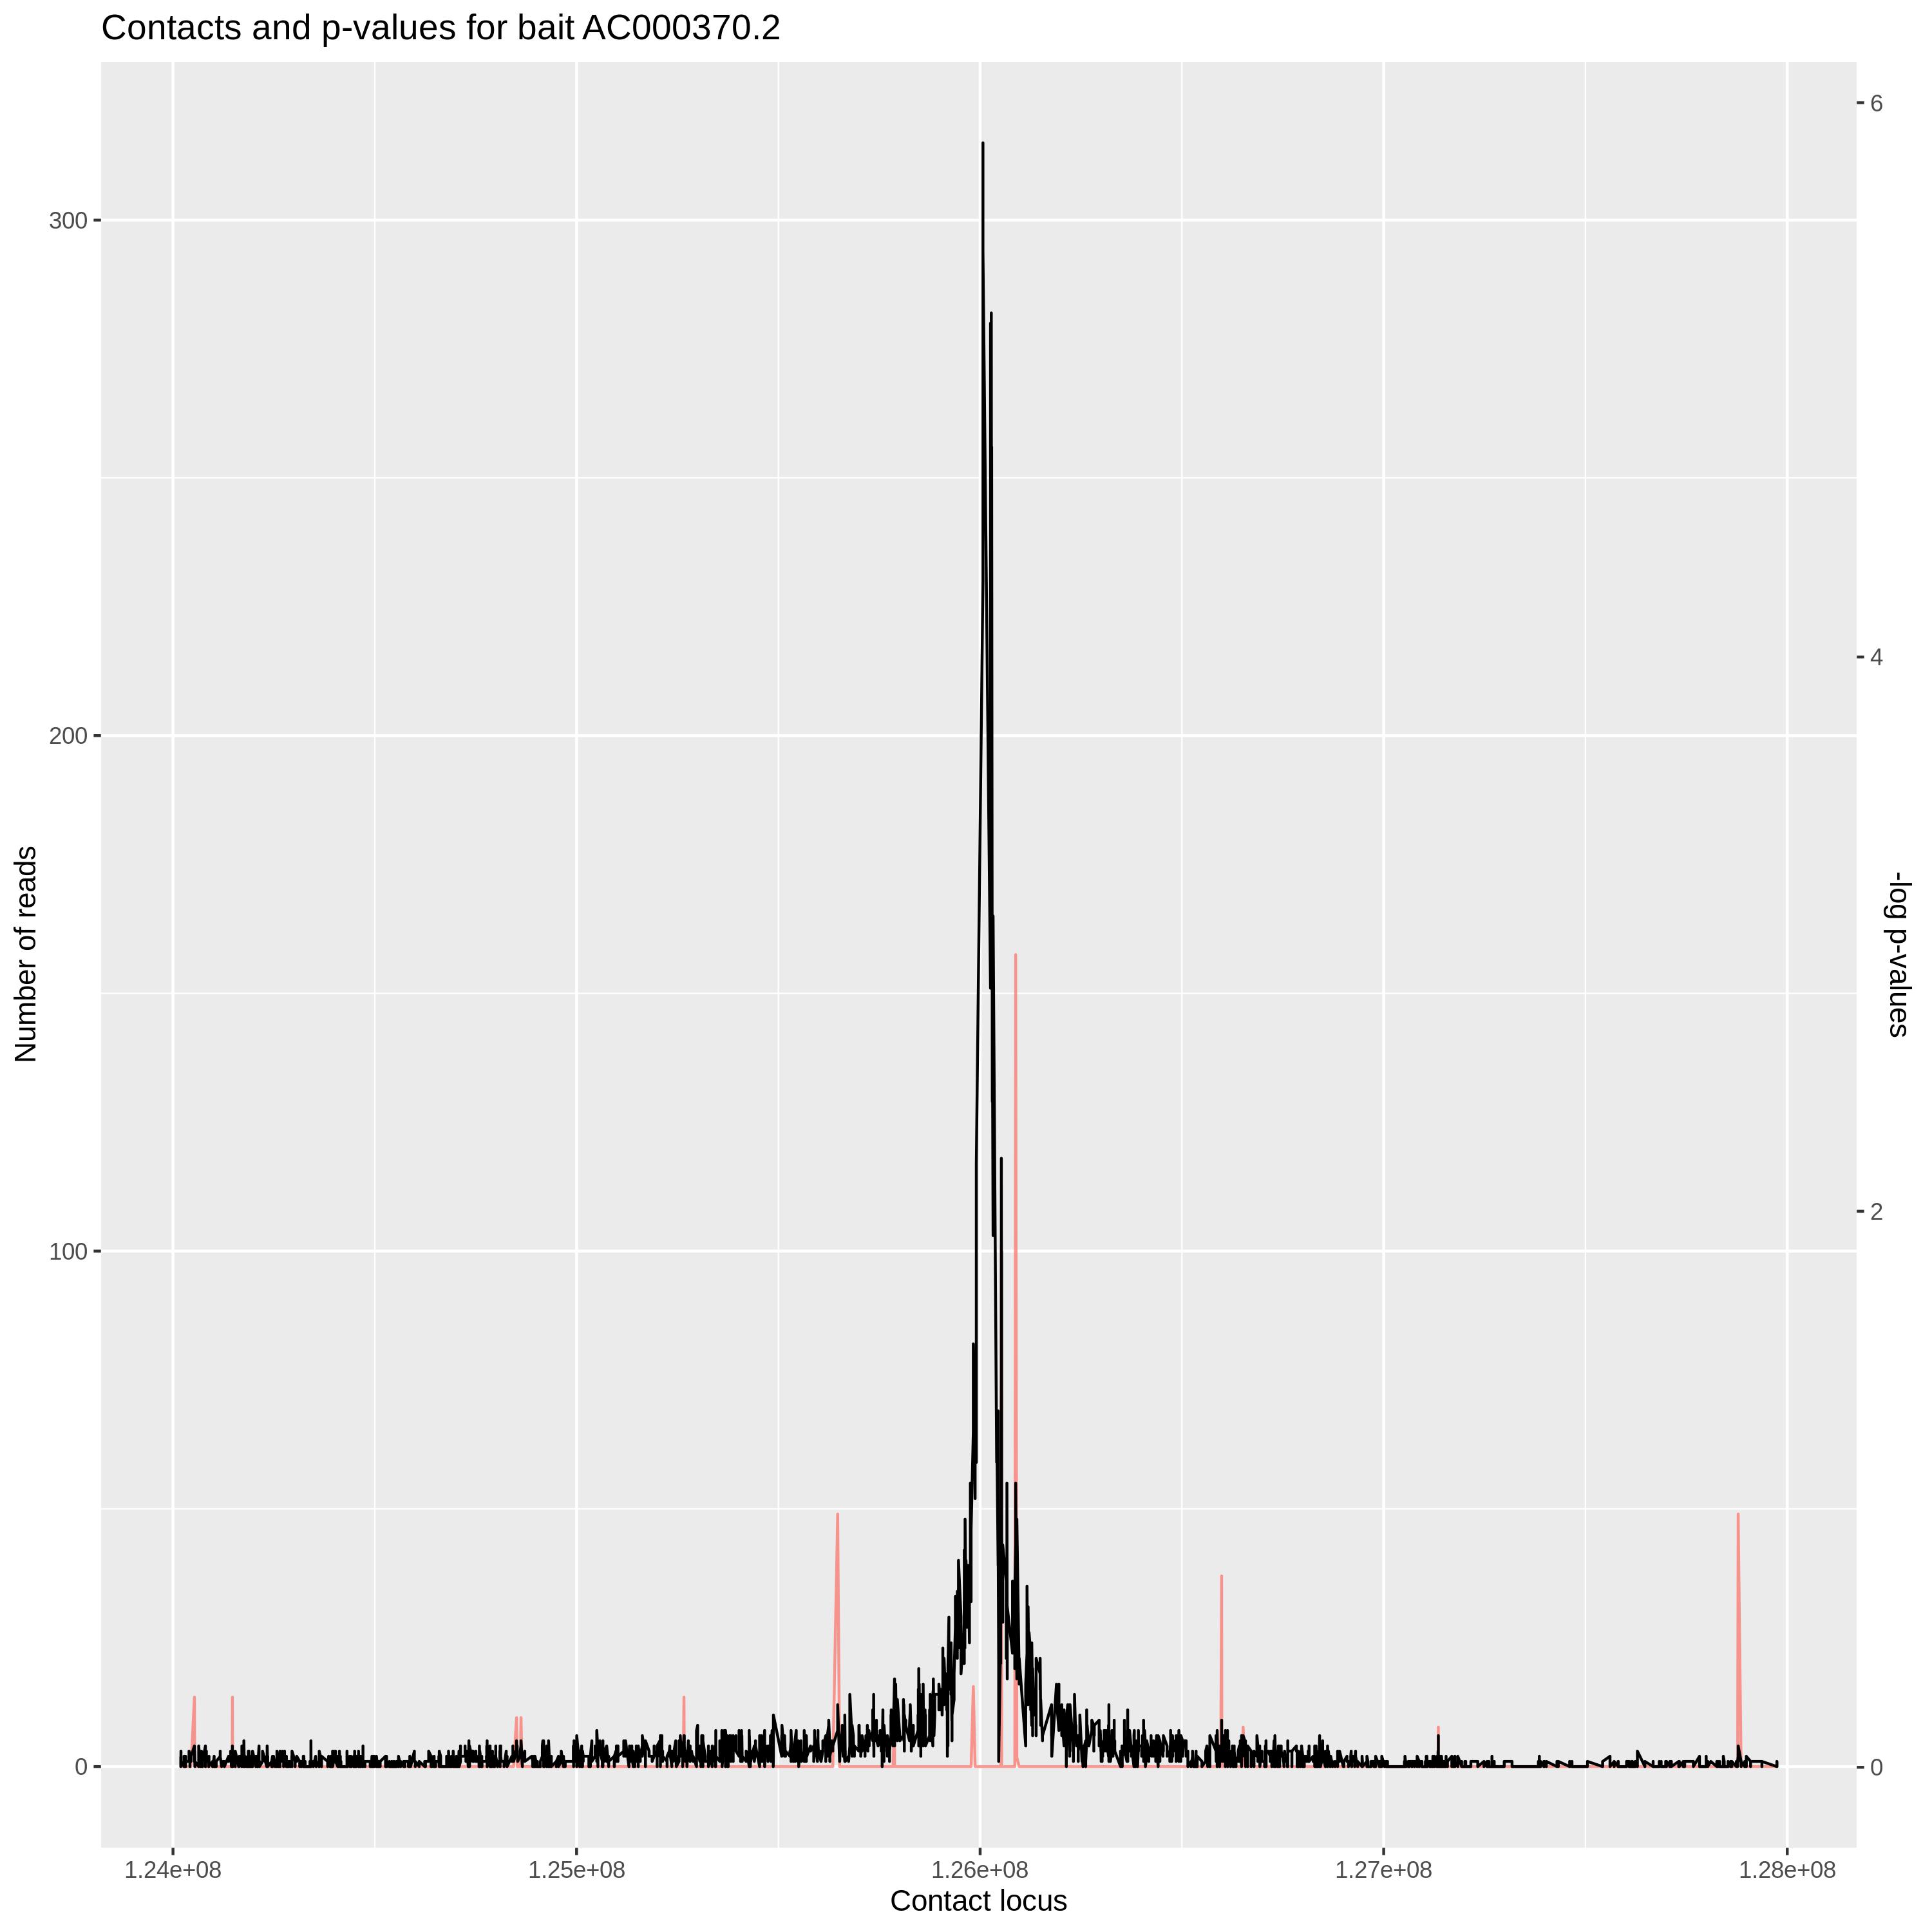 Contacts and p-values for bait AC000370.2
300
200
100
0
6
4
2
0
Number of reads
-log p-values
1.24e+08
1.25e+08
1.26e+08
1.27e+08
1.28e+08
Contact locus